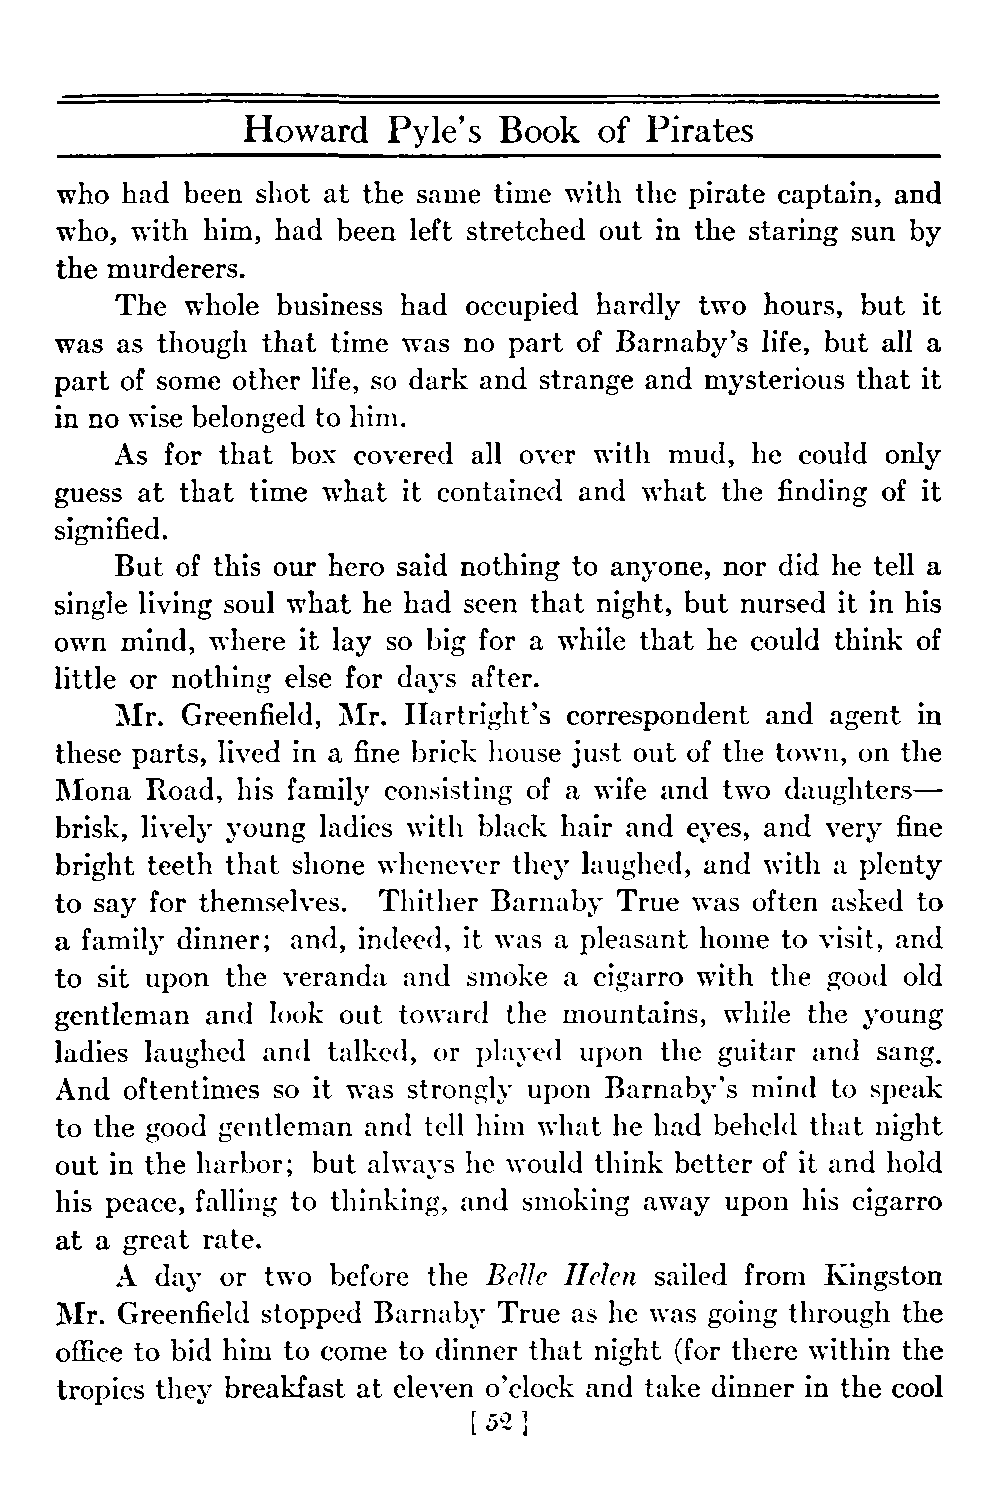 Howard Pyle's Book of Pirates
who had been shot at the same time with the pirate captain, and
who, with him, had been left stretched out in the staring sun by
the murderers.
The whole business had occupied hardly two hours, but it
was as though that time was no part of Barnaby's life, but all a
part of some other life, so dark and strange and mysterious that it
in no wise belonged to him.
As for that box covered all over with mud, he could only
guess at that time what it contained and what the finding of it
signified.
But of this our hero said nothing to anyone, nor did he tell a
single living soul what he had seen that night, but nursed it in his
own mind, where it lay so big for a while that he could think of
little or nothing else for days after.
Mr. Greenfield, Mr. Hartright's correspondent and agent in
these parts, lived in a fine brick house just out of the town, on the
Mona Road, his family consisting of a wife and two daughters—
brisk, lively young ladies with black hair and eyes, and very fine
bright teeth that shone whenever they laughed, and with a plenty
to say for themselves. Thither Barnaby True was often asked to
a family dinner; and, indeed, it was a pleasant home to visit, and
to sit upon the veranda and smoke a cigarro with the good old
gentleman and look out toward the mountains, while the young
ladies laughed and talked, or played upon the guitar and sang.
And oftentimes so it was strongly upon Barnaby's mind to speak
to the good gentleman and tell him what he had beheld that night
out in the harbor; but always he would think better of it and hold
his peace, falling to thinking, and smoking away upon his cigarro
at a great rate.
A day or two before the Belle Helen sailed from Kingston
Mr. Greenfield stopped Barnaby True as he was going through the
office to bid him to come to dinner that night (for there within the
tropics they breakfast at eleven o'clock and take dinner in the cool
[ 52 ]